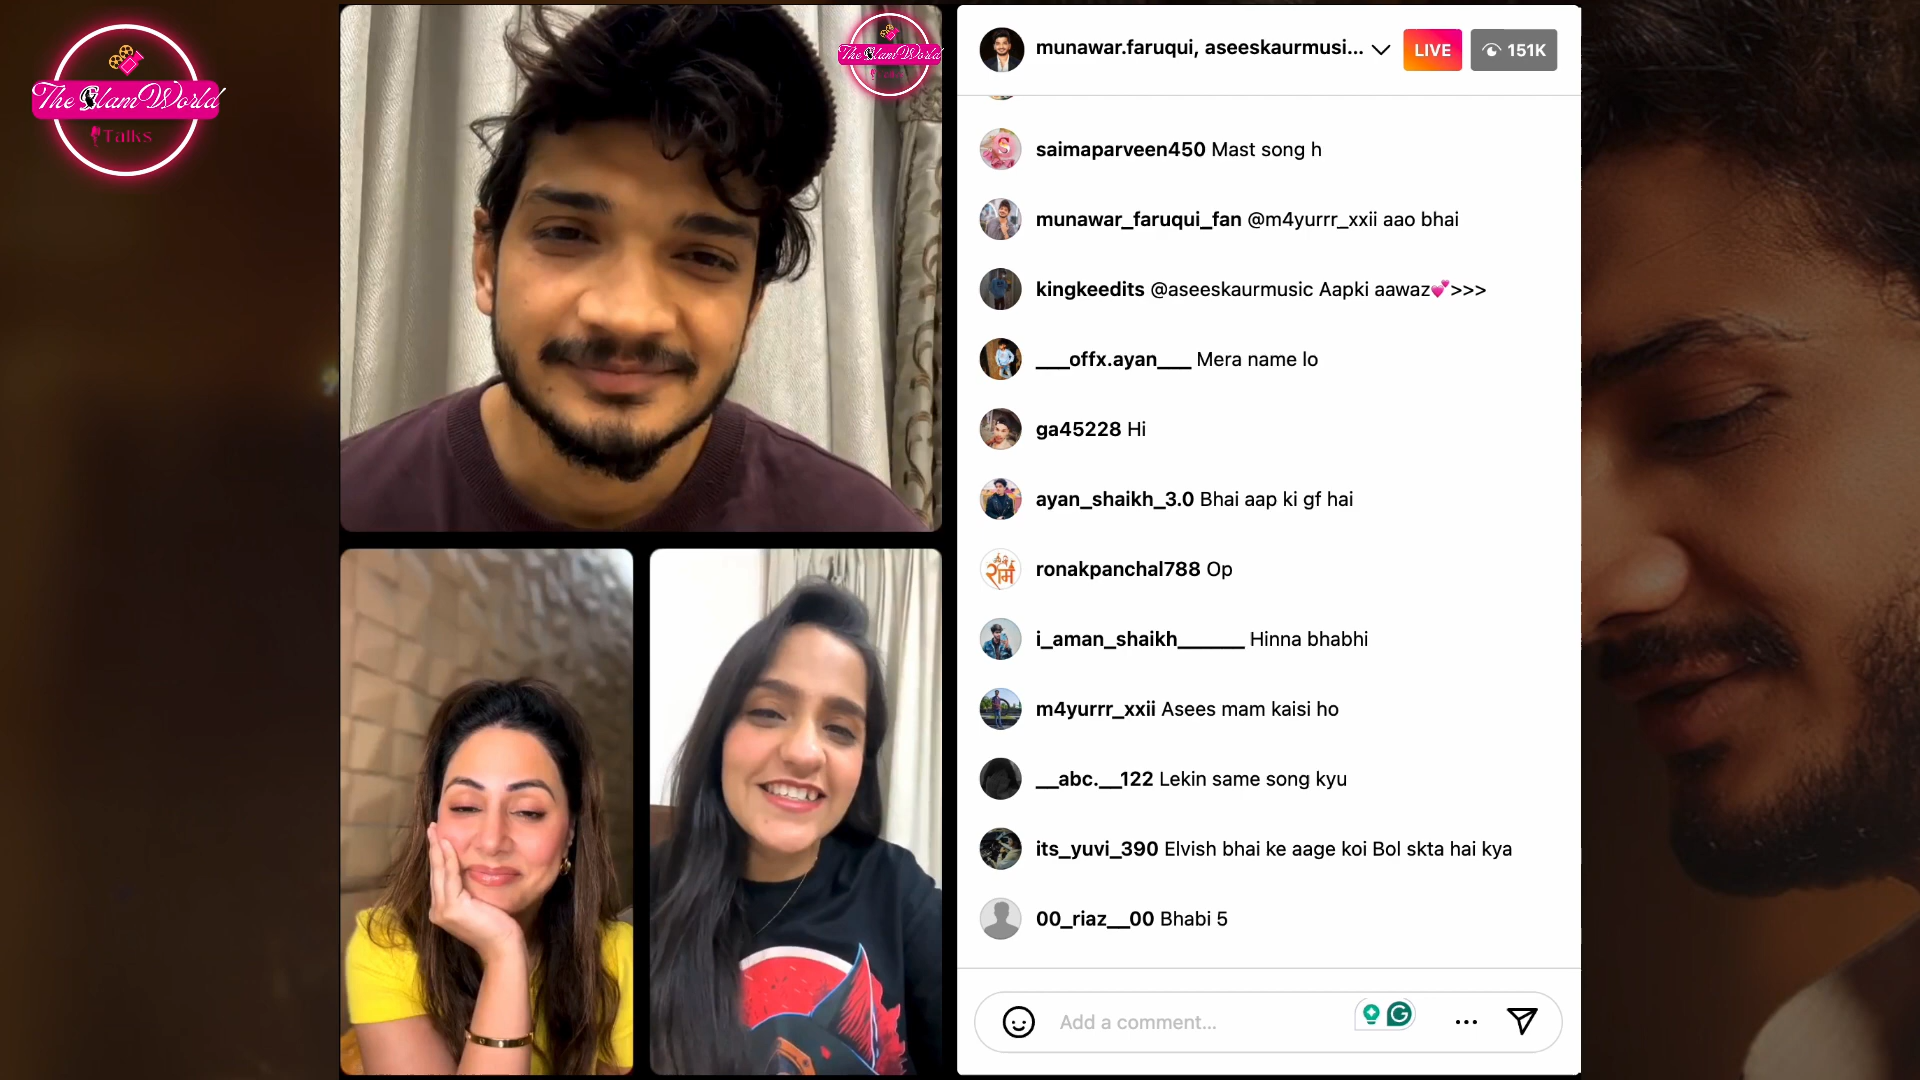 The Glam World
Talks
The Glam World
munawar.faruqui, aseeskaurmusi...
LIVE
151K
saimaparveen450 Mast song h
munawar_faruqui_fan @m4yurrr_xxii aao bhai
kingkeedits @aseeskaurmusic Aapki aawaz💕>>>
___offx.ayan___ Mera name lo
ga45228 Hi
ayan_shaikh_3.0 Bhai aap ki gf hai
राम
ronakpanchal788 Op
i_aman_shaikh______ Hinna bhabhi
m4yurrr_xxii Asees mam kaisi ho
__abc.__122 Lekin same song kyu
its_yuvi_390 Elvish bhai ke aage koi Bol skta hai kya
00_riaz__00 Bhabi 5
Add a comment...